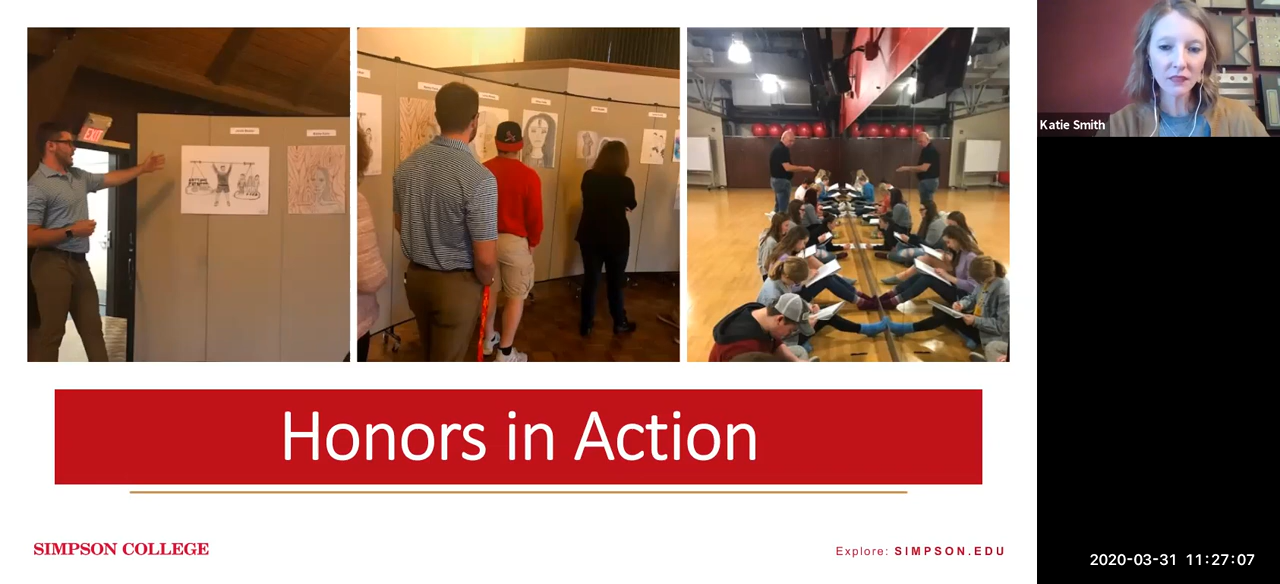 EXIT
Honors in Action
SIMPSON COLLEGE
Explore: SIMPSON.EDU
Katie Smith
2020-03-31 11:27:07